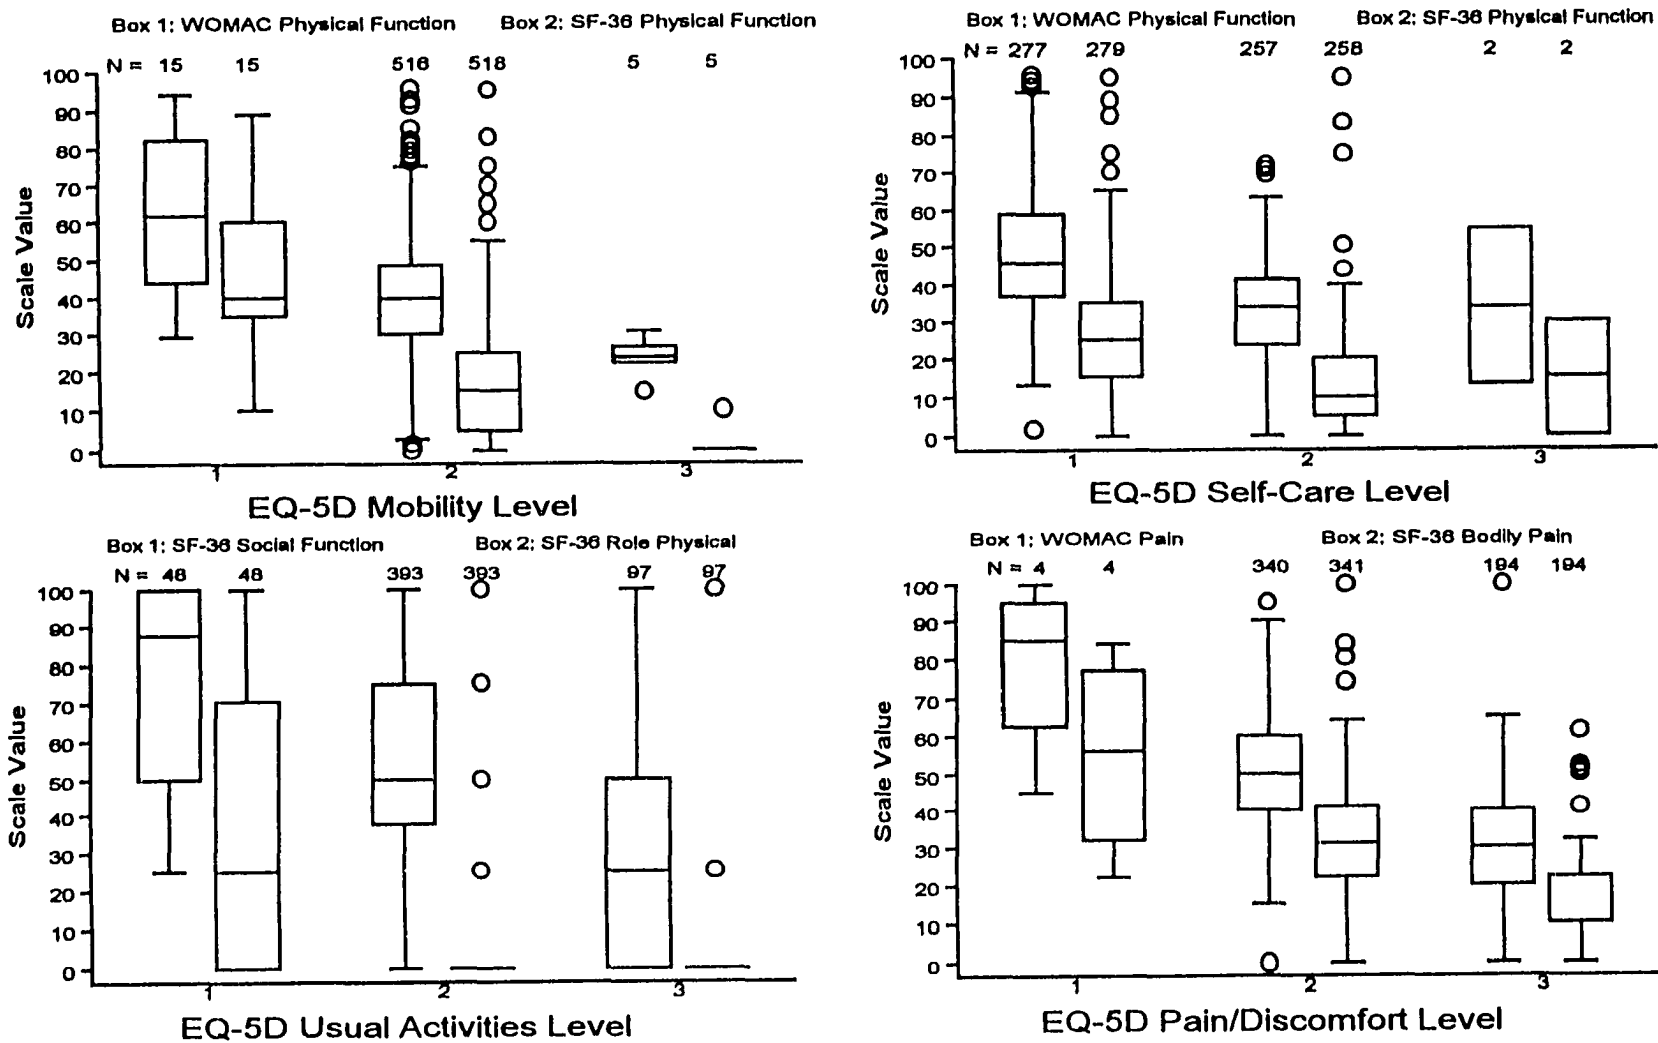 Box 1: WOMAC Physical Function Box 2: SF-36 Physical Function
N = 15 15 516 518 5 5
100
90
80
70
60
50
40
30
20
10
0
Scale Value
1 2 3
EQ-5D Mobility Level
Box 1: WOMAC Physical Function Box 2: SF-36 Physical Function
N = 277 279 257 258 2 2
100
90
80
70
60
50
40
30
20
10
0
Scale Value
1 2 3
EQ-5D Self-Care Level
Box 1: SF-36 Social Function Box 2: SF-36 Role Physical
N = 48 48 393 393 97 97
100
90
80
70
60
50
40
30
20
10
0
Scale Value
1 2 3
EQ-5D Usual Activities Level
Box 1: WOMAC Pain Box 2: SF-36 Bodily Pain
N = 4 4 340 341 194 194
100
90
80
70
60
50
40
30
20
10
0
Scale Value
1 2 3
EQ-5D Pain/Discomfort Level